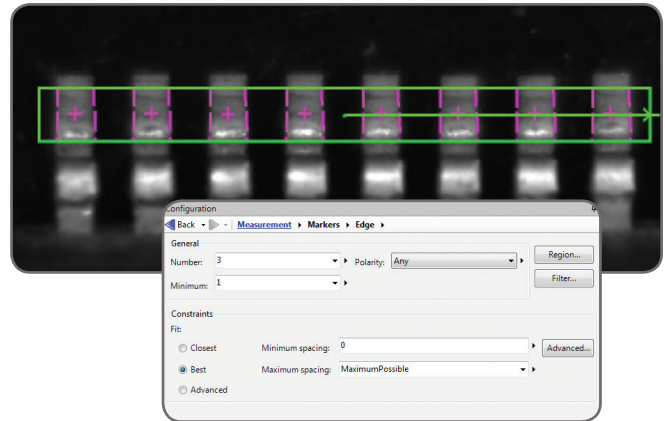 Configuration
Back Measurement Markers Edge
General
Number: 3 Polarity: Any Region...
Minimum: 1 Filter...
Constraints
Fit:
Closest Minimum spacing: 0 Advanced...
Best Maximum spacing: MaximumPossible
Advanced